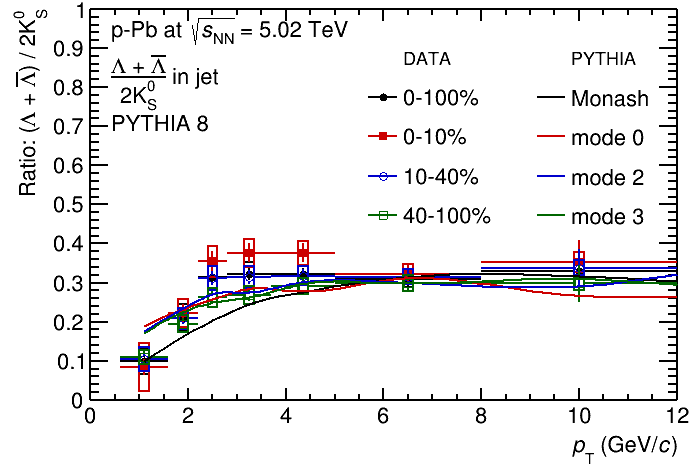 Ratio: (Λ + Λ̅) / 2K⁰_S
1
0.9
0.8
0.7
0.6
0.5
0.4
0.3
0.2
0.1
0
p-Pb at √s_NN = 5.02 TeV
Λ + Λ̅ / 2K⁰_S in jet
PYTHIA 8
DATA
0-100%
0-10%
10-40%
40-100%
PYTHIA
Monash
mode 0
mode 2
mode 3
0 2 4 6 8 10 12
p_T (GeV/c)